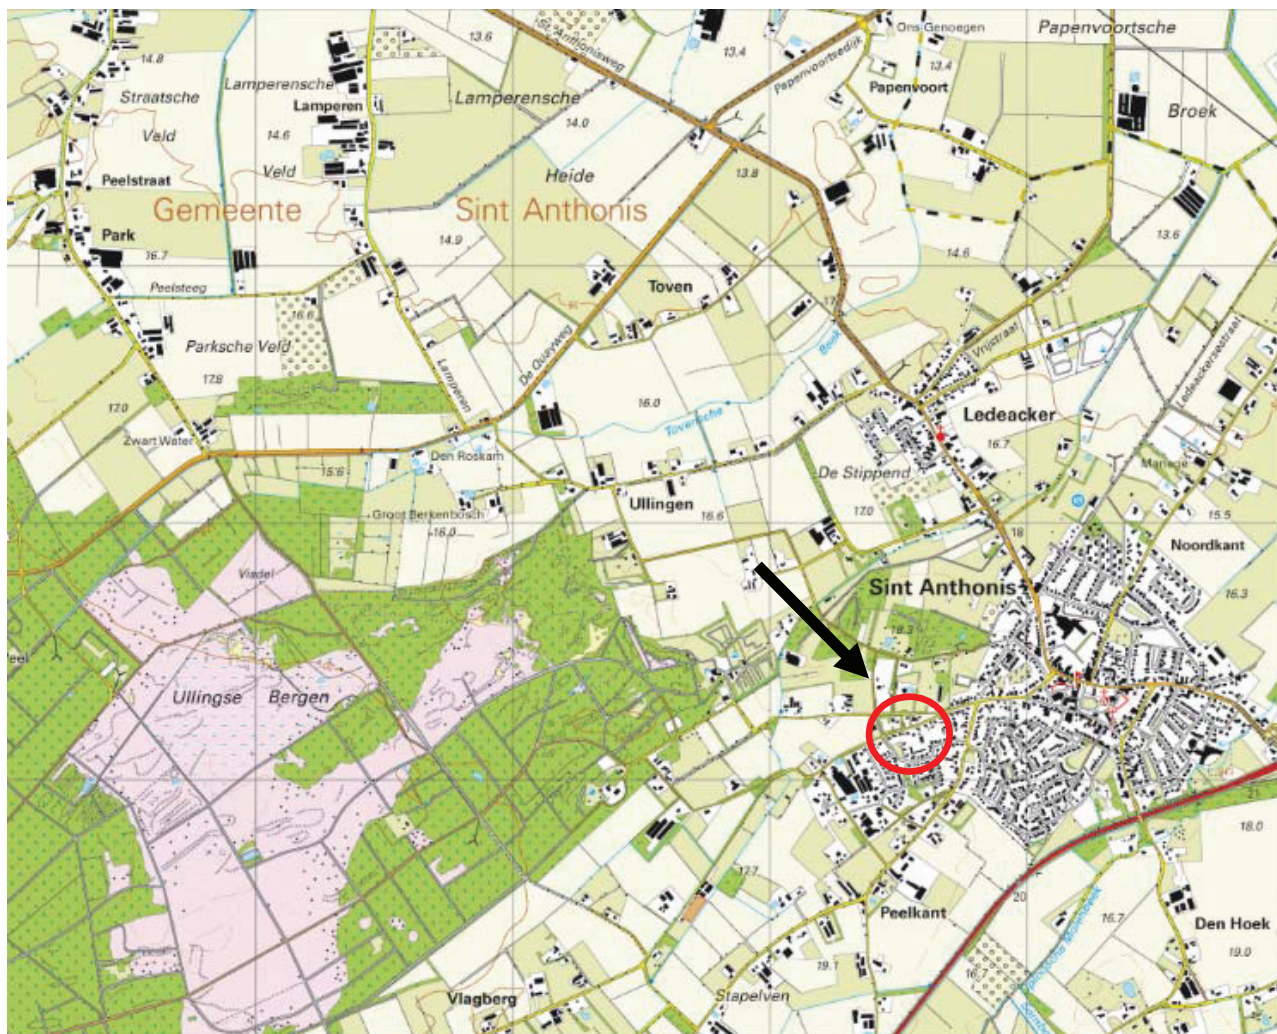 St. Anthonisweg
13.6
13.4
Ons Genoegen
Papenvoortsche
14.8
Lamperensche
Papenvoortsedijk
13.4
Straatsche
Lamperen
Lamperensche
Papenvoort
Broek
Veld
14.6
14.0
Veld
13.8
Peelstraat
Heide
Gemeente
Sint Anthonis
Park
14.9
13.6
16.7
14.6
Peelsteeg
Toven
16.6
Parksche Veld
De Quayweg
Beek
Vrijstraat
Ledeackersestraat
17.8
Lamperen
16.0
17.0
Toversche
Ledeacker
Zwart Water
16.7
Den Roskam
15.6
De Stippend
Mariëge
Ullingen
Groot Berkenbosch
16.6
17.0
15.5
16.0
18
Noordkant
Viadel
Sint Anthonis
16.3
18.3
Peel
Ullingse Bergen
21
18.0
17.7
20
Peelkant
16.7
Den Hoek
19.1
19.0
16.7
Vlagberg
Stapelven